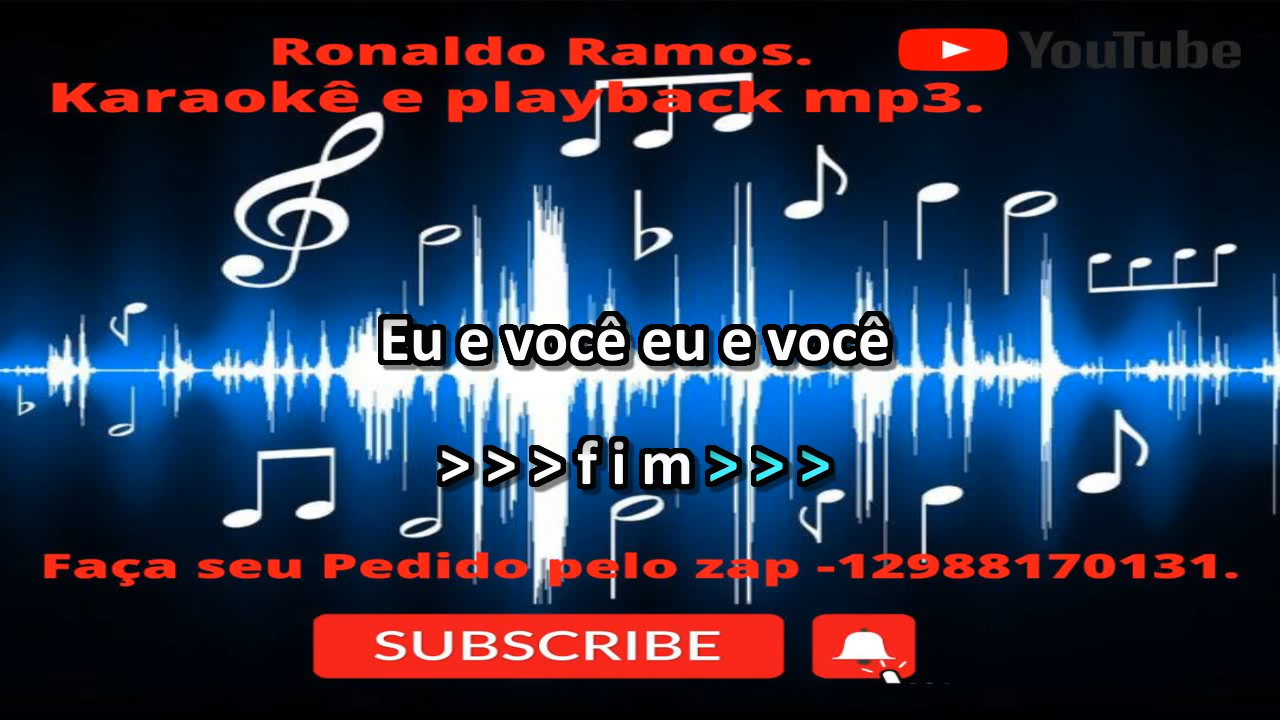 Ronaldo Ramos.
YouTube
Karaokê e playback mp3.
Eu e você eu e você
> > > f i m > > >
Faça seu Pedido pelo zap -12988170131.
SUBSCRIBE